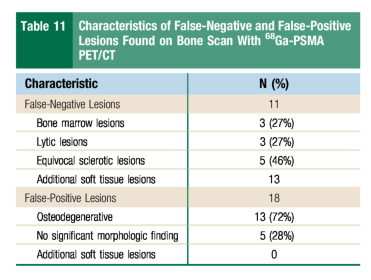 Table 11
Characteristics of False-Negative and False-Positive
Lesions Found on Bone Scan With ⁶⁸Ga-PSMA
PET/CT
Characteristic N (%)
False-Negative Lesions 11
Bone marrow lesions 3 (27%)
Lytic lesions 3 (27%)
Equivocal sclerotic lesions 5 (46%)
Additional soft tissue lesions 13
False-Positive Lesions 18
Osteodegenerative 13 (72%)
No significant morphologic finding 5 (28%)
Additional soft tissue lesions 0